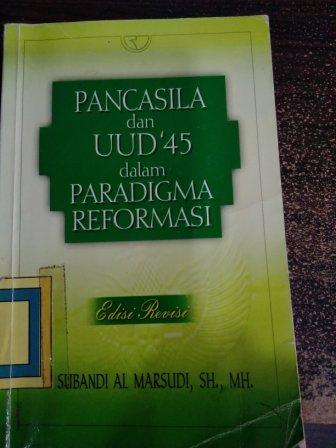 PANCASILA
dan
UUD '45
dalam
PARADIGMA
REFORMASI
Edisi Revisi
SUBANDI AL MARSUDI, SH., MH.